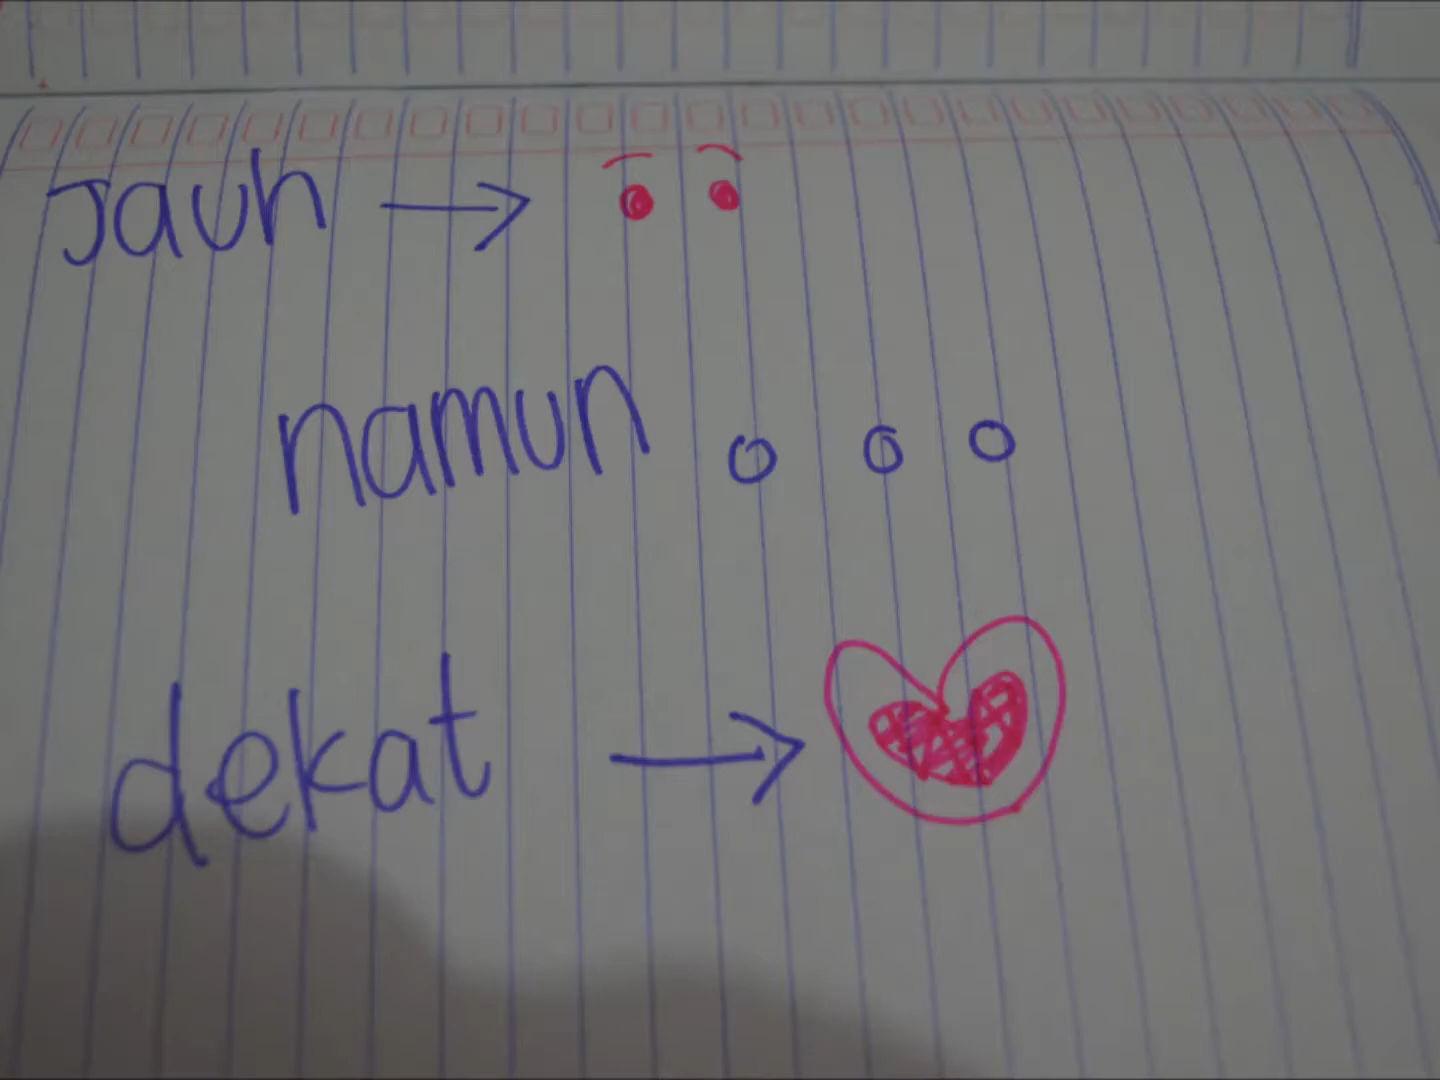 Jauh →
namun ...
dekat →